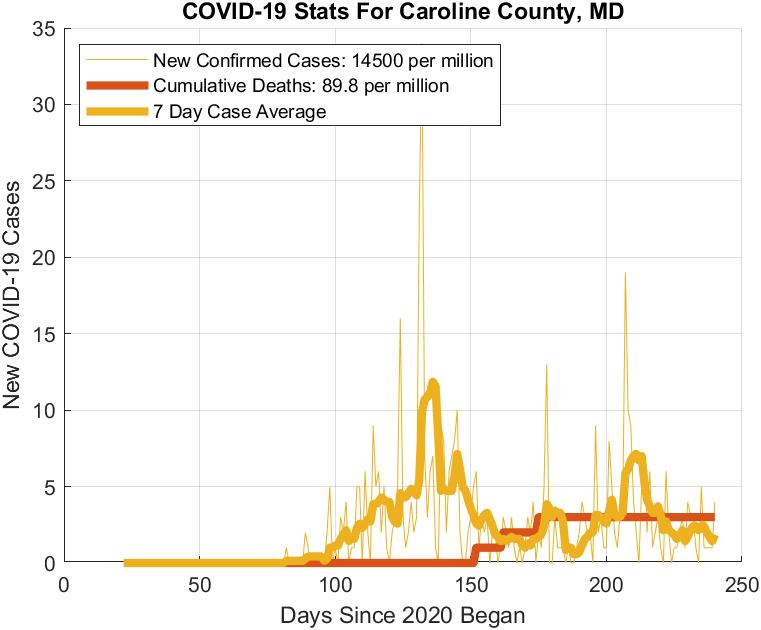 COVID-19 Stats For Caroline County, MD
New Confirmed Cases: 14500 per million
Cumulative Deaths: 89.8 per million
7 Day Case Average
New COVID-19 Cases
35
30
25
20
15
10
5
0
0 50 100 150 200 250
Days Since 2020 Began